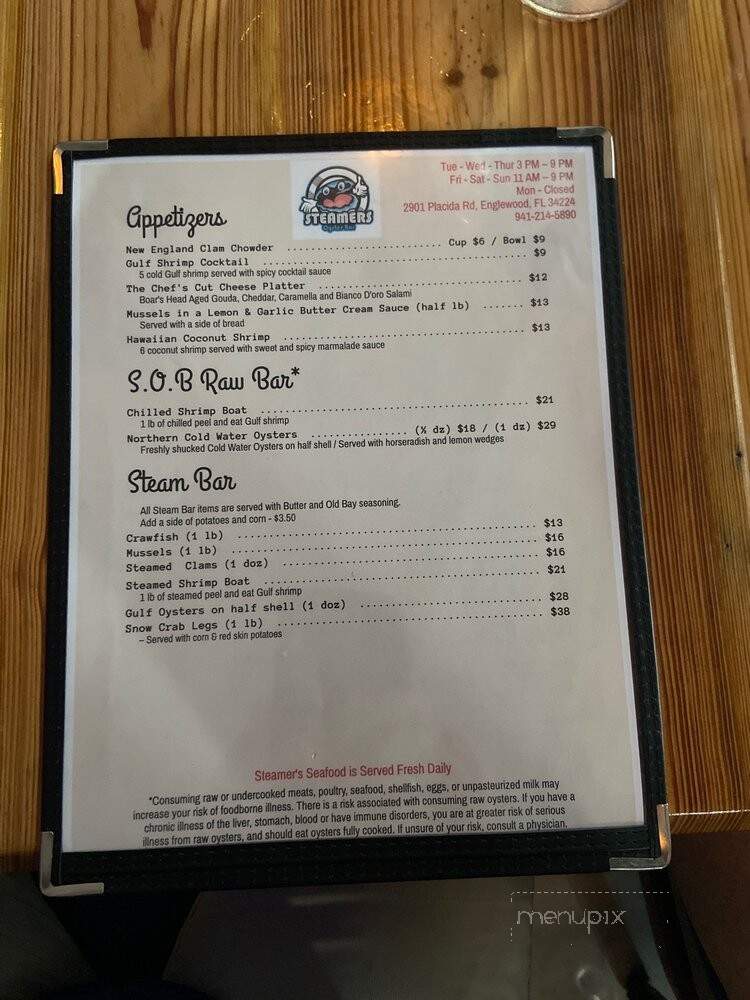 STEAMERS
Oyster Bar
Tue - Wed - Thur 3 PM – 9 PM
Fri - Sat - Sun 11 AM – 9 PM
Mon - Closed
2901 Placida Rd, Englewood, FL 34224
941-214-5890
Appetizers
New England Clam Chowder ...................... Cup $6 / Bowl $9
Gulf Shrimp Cocktail ..................................... $9
5 cold Gulf shrimp served with spicy cocktail sauce
The Chef's Cut Cheese Platter ............................. $12
Boar's Head Aged Gouda, Cheddar, Caramella and Bianco D'oro Salami
Mussels in a Lemon & Garlic Butter Cream Sauce (half lb) ...... $13
Served with a side of bread
Hawaiian Coconut Shrimp .................................. $13
6 coconut shrimp served with sweet and spicy marmalade sauce
S.O.B Raw Bar*
Chilled Shrimp Boat ...................................... $21
1 lb of chilled peel and eat Gulf shrimp
Northern Cold Water Oysters ............... (½ dz) $18 / (1 dz) $29
Freshly shucked Cold Water Oysters on half shell / Served with horseradish and lemon wedges
Steam Bar
All Steam Bar items are served with Butter and Old Bay seasoning.
Add a side of potatoes and corn - $3.50
Crawfish (1 lb) .......................................... $13
Mussels (1 lb) ........................................... $16
Steamed Clams (1 doz) .................................... $16
Steamed Shrimp Boat ...................................... $21
1 lb of steamed peel and eat Gulf shrimp
Gulf Oysters on half shell (1 doz) .......................... $28
Snow Crab Legs (1 lb) .................................... $38
– Served with corn & red skin potatoes
Steamer's Seafood is Served Fresh Daily
*Consuming raw or undercooked meats, poultry, seafood, shellfish, eggs, or unpasteurized milk may
increase your risk of foodborne illness. There is a risk associated with consuming raw oysters. If you have a
chronic illness of the liver, stomach, blood or have immune disorders, you are at greater risk of serious
illness from raw oysters, and should eat oysters fully cooked. If unsure of your risk, consult a physician.
menupix